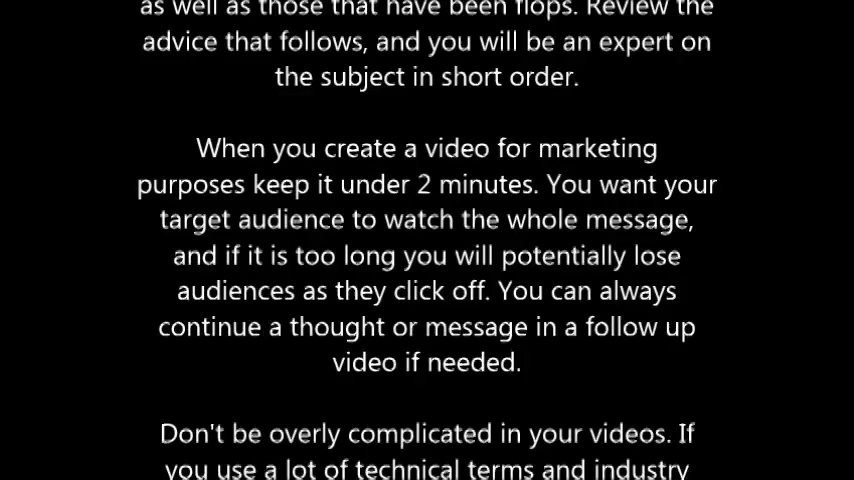 as well as those that have been flops. Review the
advice that follows, and you will be an expert on
the subject in short order.
When you create a video for marketing
purposes keep it under 2 minutes. You want your
target audience to watch the whole message,
and if it is too long you will potentially lose
audiences as they click off. You can always
continue a thought or message in a follow up
video if needed.
Don't be overly complicated in your videos. If
you use a lot of technical terms and industry